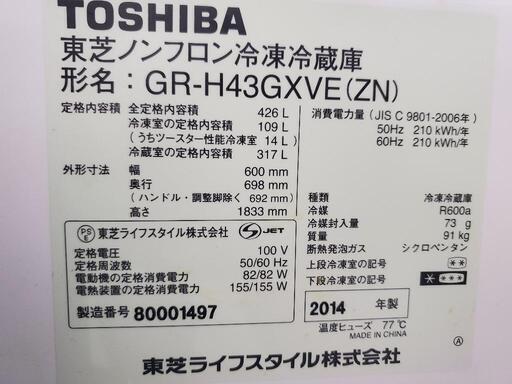 TOSHIBA
東芝ノンフロン冷凍冷蔵庫
形名：GR-H43GXVE(ZN)
定格内容積 全定格内容積 426 L
冷凍室の定格内容積 109 L
（うちツースター性能冷凍室 14 L）
冷蔵室の定格内容積 317 L
外形寸法 幅 600 mm
奥行 698 mm
（ハンドル・調整脚除く 692 mm）
高さ 1833 mm
PS E 東芝ライフスタイル株式会社 S JET
定格電圧 100 V
定格周波数 50/60 Hz
電動機の定格消費電力 82/82 W
電熱装置の定格消費電力 155/155 W
製造番号 80001497
消費電力量（JIS C 9801-2006年）
50Hz 210 kWh/年
60Hz 210 kWh/年
種類 冷凍冷蔵庫
冷媒 R600a
冷媒封入量 73 g
質量 91 kg
断熱発泡ガス シクロペンタン
上段冷凍室の記号 **
下段冷凍室の記号 * ***
2014 年製
温度ヒューズ 77℃
MADE IN CHINA
Ⓐ
東芝ライフスタイル株式会社